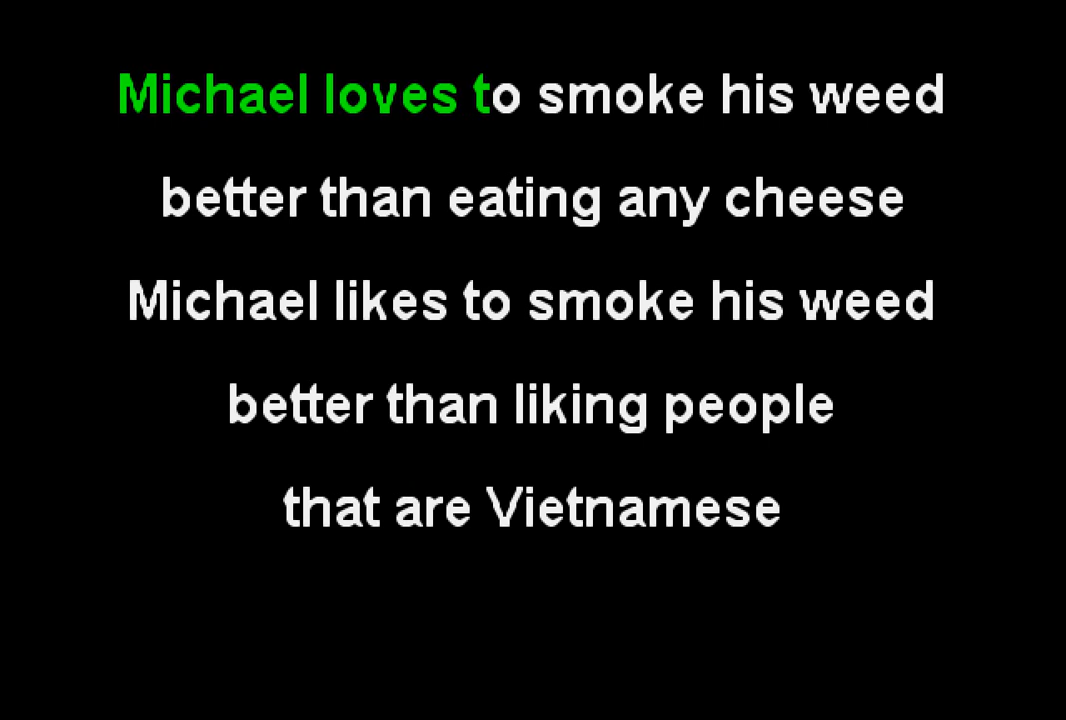 Michael loves to smoke his weed
better than eating any cheese
Michael likes to smoke his weed
better than liking people
that are Vietnamese